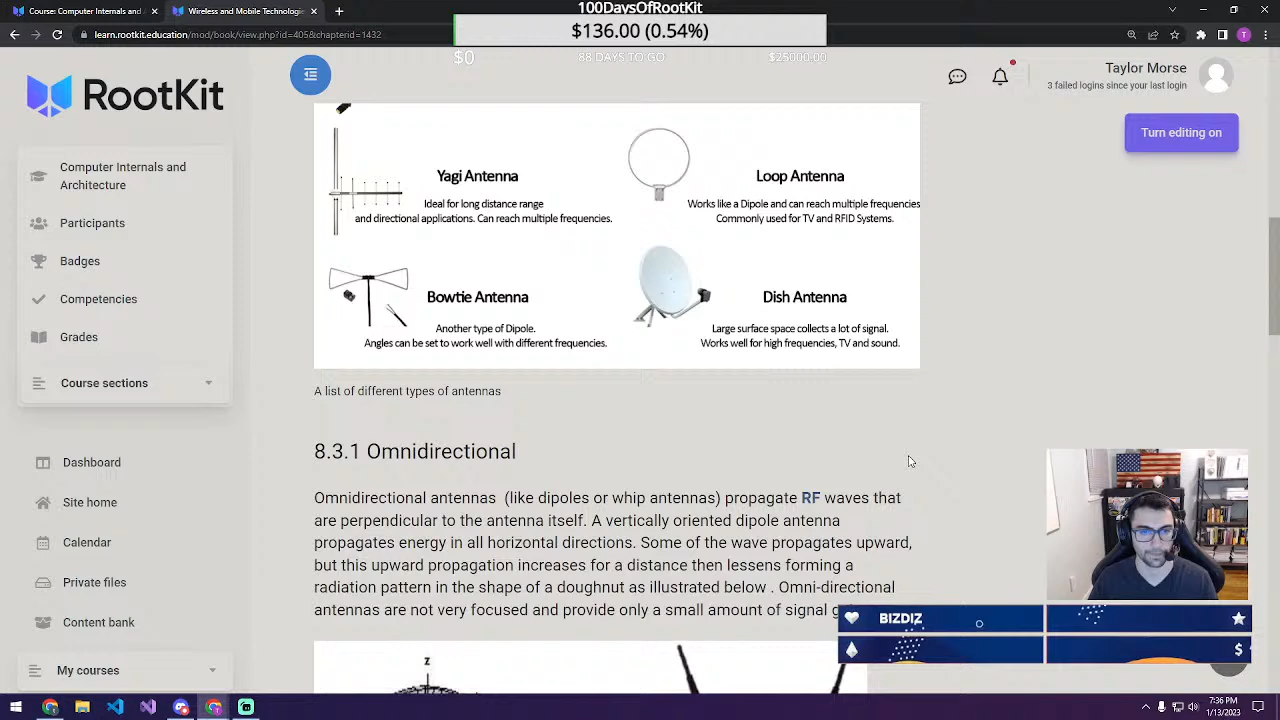 Course: Computer Internals and
Wireless and Mobile Technolog
100DaysOfRootKit
learn.rootkit.education/mod/book/view.php?id=405&chapterid=1432
$136.00 (0.54%)
$0
88 DAYS TO GO
$25000.00
RootKit
Taylor Morse
3 failed logins since your last login
Turn editing on
Computer Internals and
Architecture
Participants
Badges
Competencies
Grades
Course sections
Dashboard
Site home
Calendar
Private files
Content bank
My courses
Yagi Antenna
Ideal for long distance range
and directional applications. Can reach multiple frequencies.
Loop Antenna
Works like a Dipole and can reach multiple frequencies
Commonly used for TV and RFID Systems.
Bowtie Antenna
Another type of Dipole.
Angles can be set to work well with different frequencies.
Dish Antenna
Large surface space collects a lot of signal.
Works well for high frequencies, TV and sound.
A list of different types of antennas
8.3.1 Omnidirectional
Omnidirectional antennas (like dipoles or whip antennas) propagate RF waves that
are perpendicular to the antenna itself. A vertically oriented dipole antenna
propagates energy in all horizontal directions. Some of the wave propagates upward,
but this upward propagation increases for a distance then lessens forming a
radiation pattern in the shape of a doughnut as illustrated below . Omni-directional
antennas are not very focused and provide only a small amount of signal g
z
BIZDIZ
$
T
7:36 PM
1/13/2023